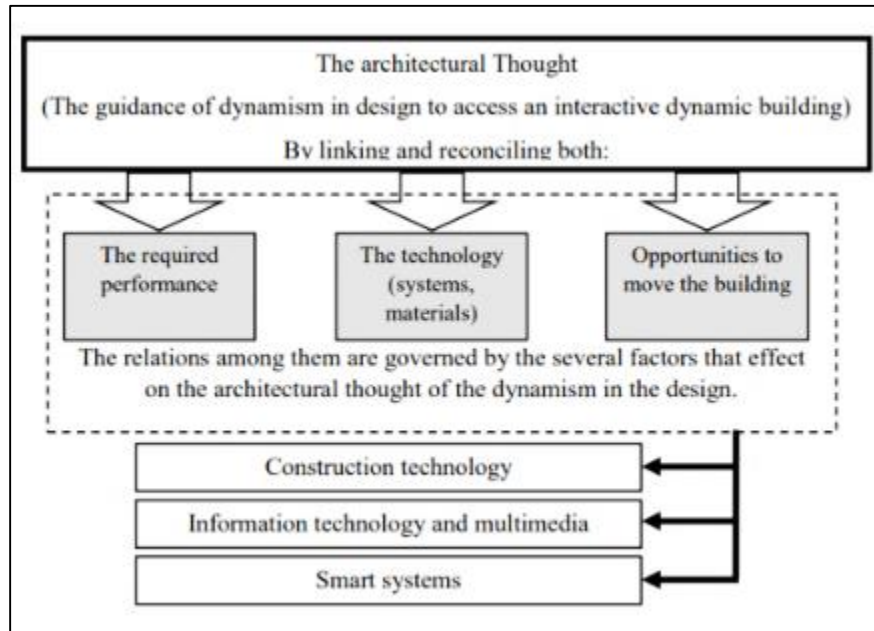 The architectural Thought
(The guidance of dynamism in design to access an interactive dynamic building)
By linking and reconciling both:
The required
performance
The technology
(systems,
materials)
Opportunities to
move the building
The relations among them are governed by the several factors that effect
on the architectural thought of the dynamism in the design.
Construction technology
Information technology and multimedia
Smart systems